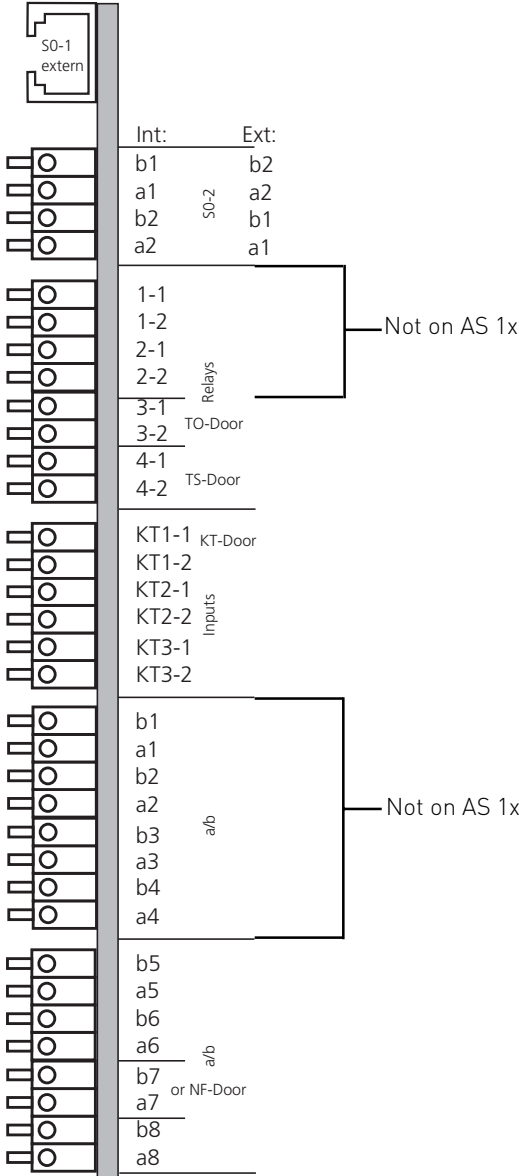 S0-1
extern
Int: Ext:
b1 b2
a1 a2
b2 b1
a2 a1
S0-2
1-1
1-2
2-1
2-2
Relays
Not on AS 1x
3-1
3-2
TO-Door
4-1
4-2
TS-Door
KT1-1 KT-Door
KT1-2
KT2-1
KT2-2
KT3-1
KT3-2
Inputs
b1
a1
b2
a2
b3
a3
b4
a4
a/b
Not on AS 1x
b5
a5
b6
a6
a/b
b7
a7
or NF-Door
b8
a8